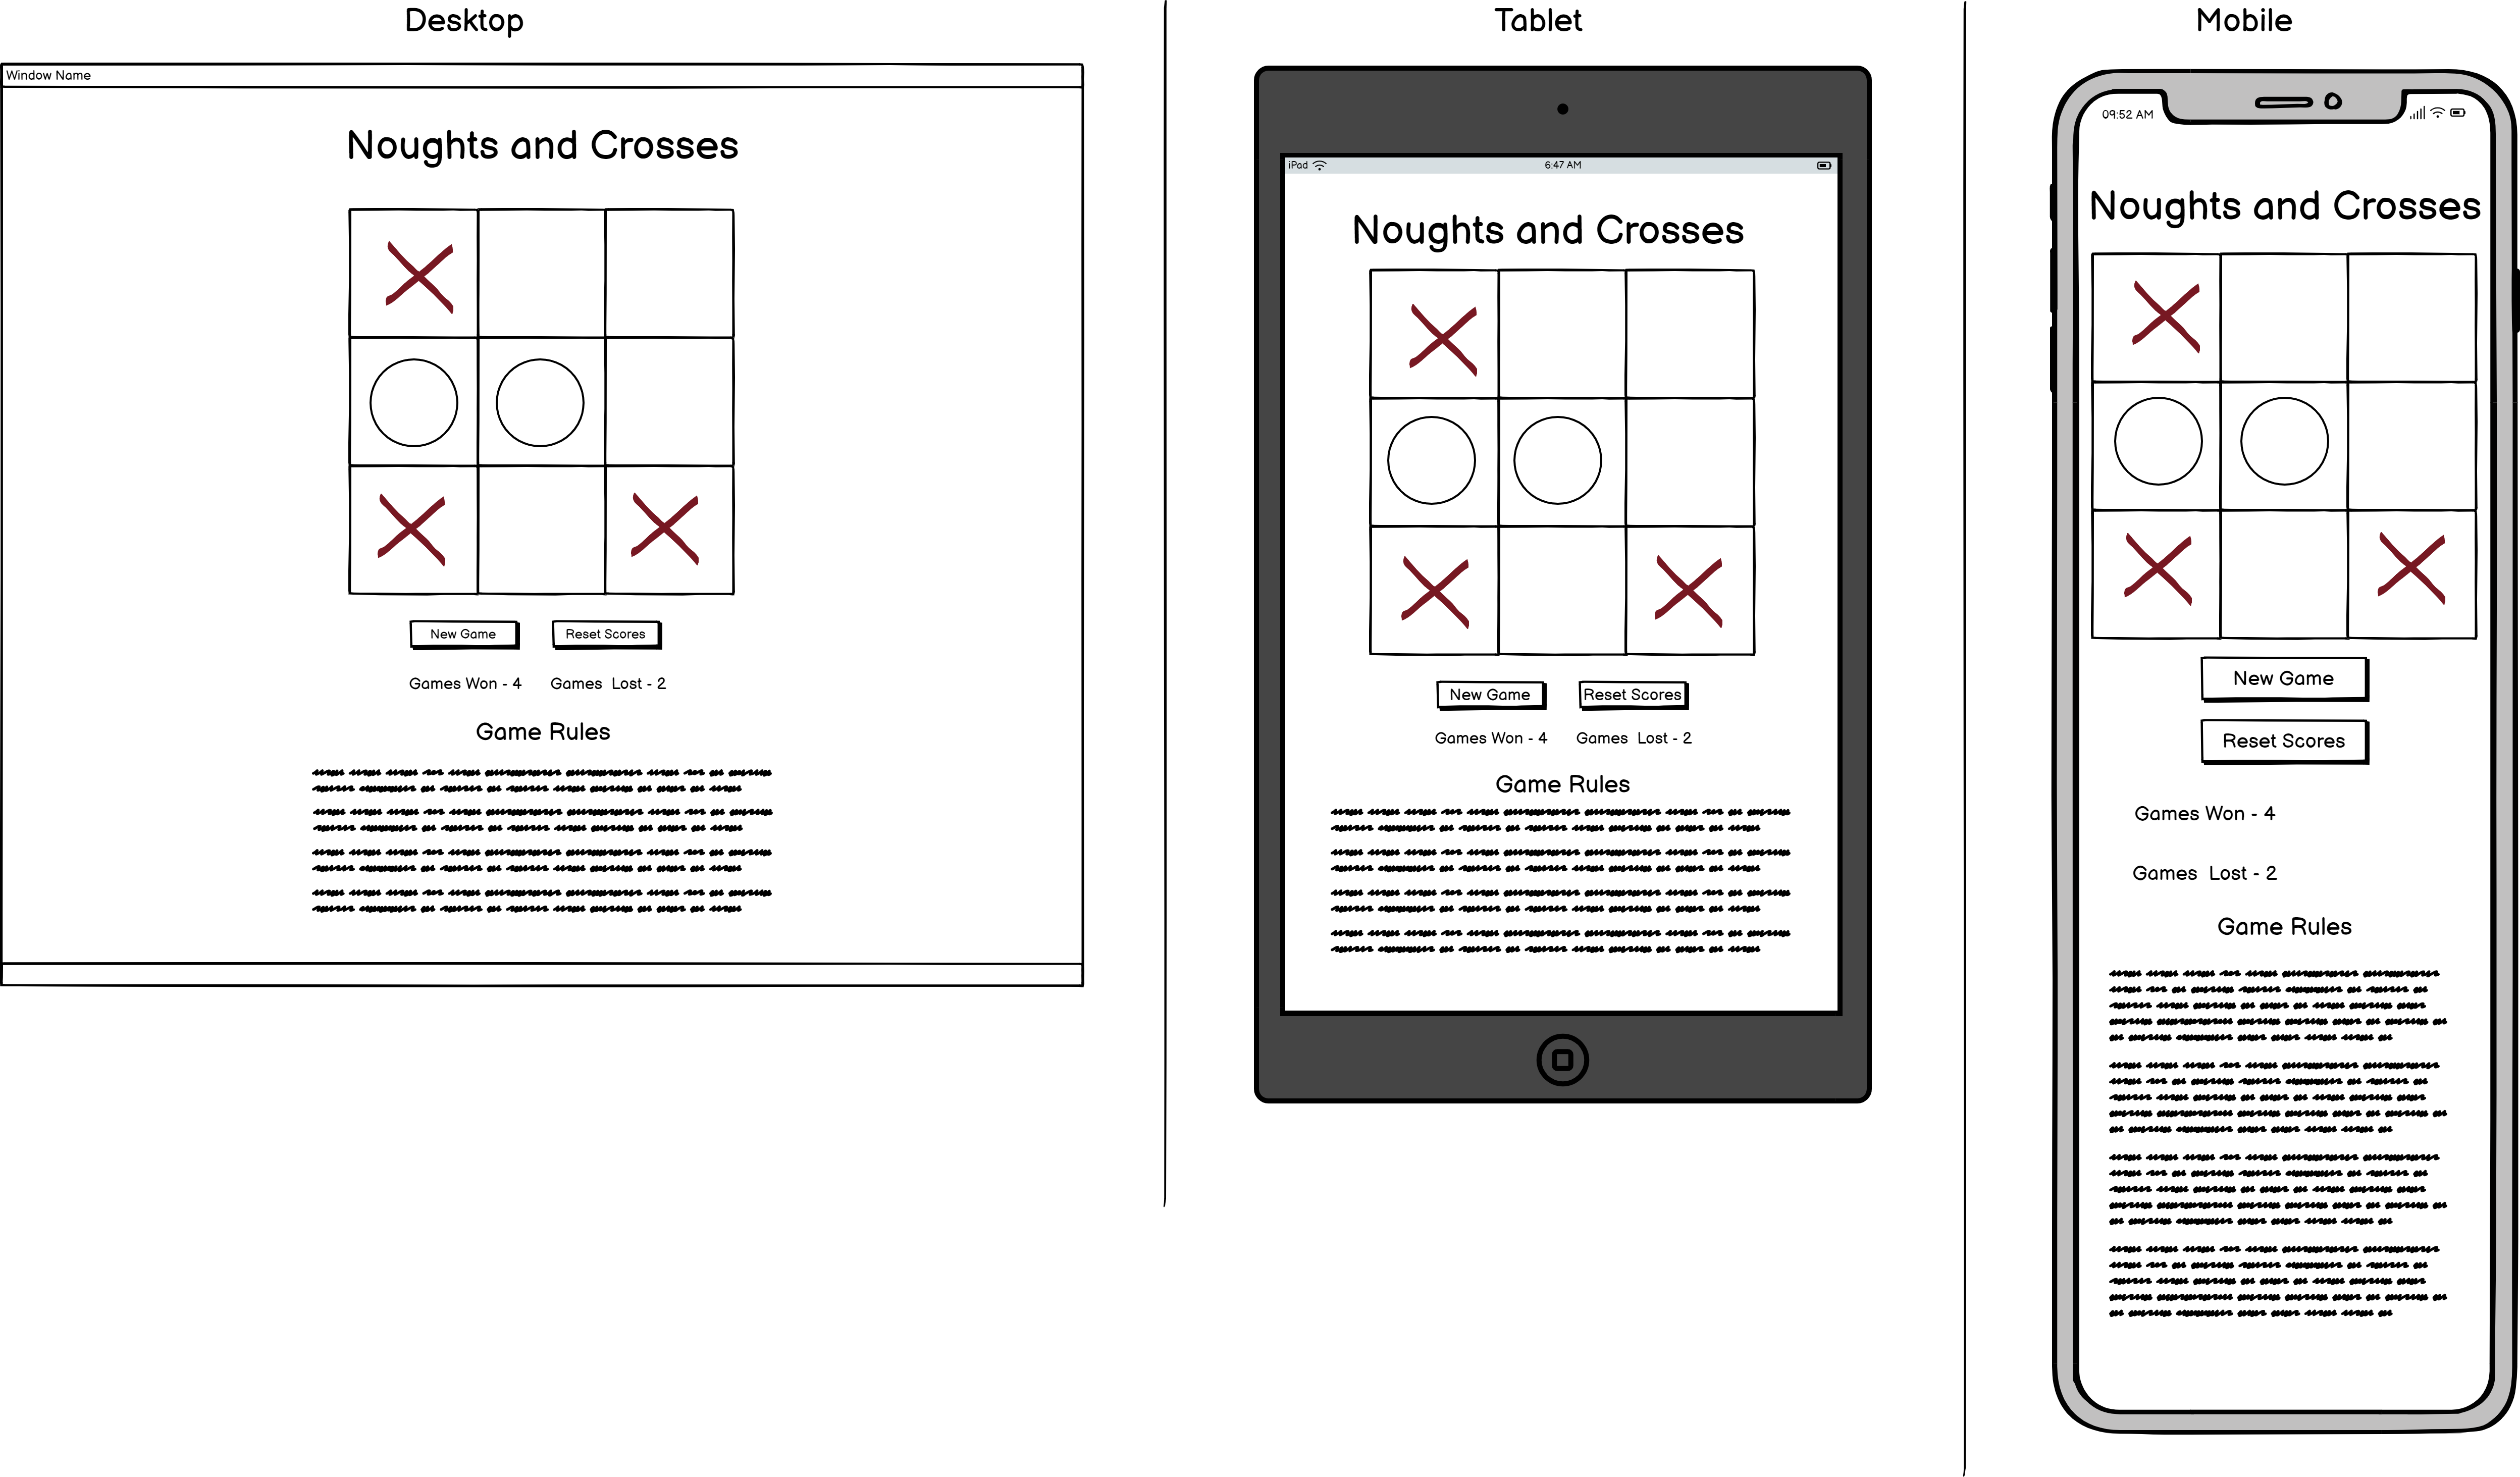 Desktop
Window Name
Noughts and Crosses
New Game
Reset Scores
Games Won - 4
Games  Lost - 2
Game Rules
Tablet
iPad
6:47 AM
Noughts and Crosses
New Game
Reset Scores
Games Won - 4
Games  Lost - 2
Game Rules
Mobile
09:52 AM
Noughts and Crosses
New Game
Reset Scores
Games Won - 4
Games  Lost - 2
Game Rules